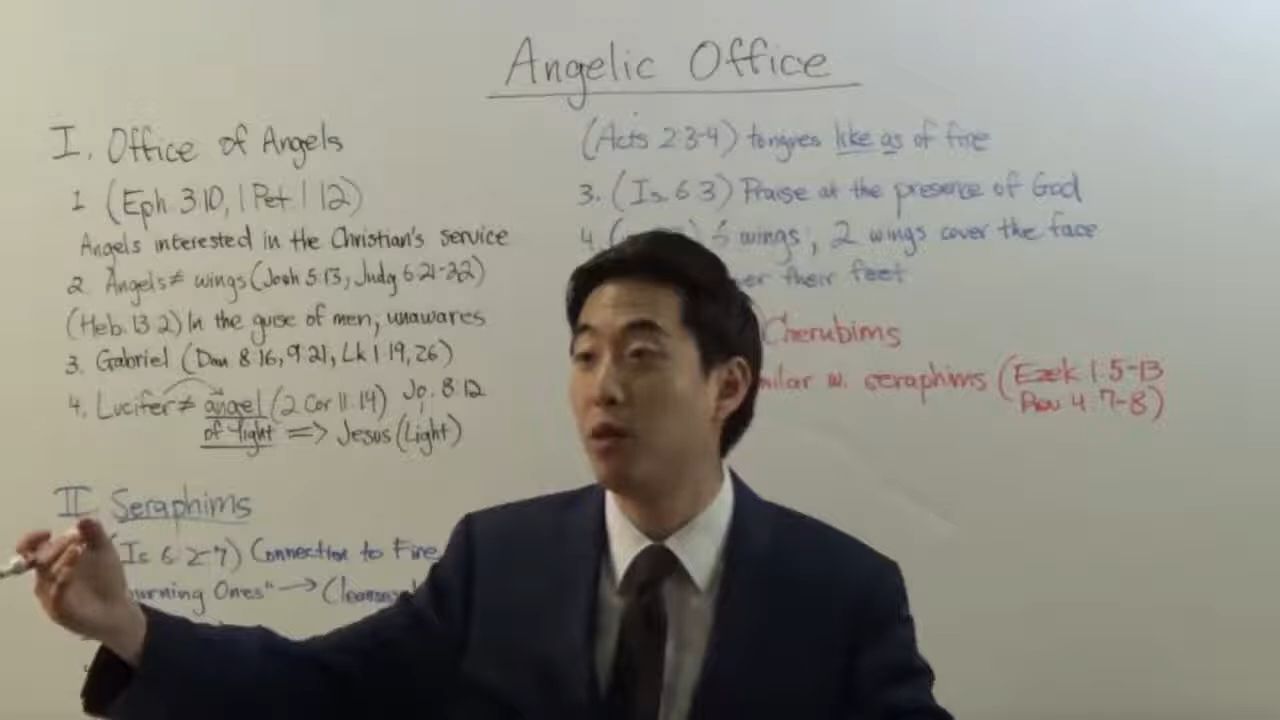 Angelic Office
I. Office of Angels
1 (Eph. 3:10, 1 Pet 1:12)
Angels interested in the Christian's service
2. Angels ≠ wings (Josh 5:13, Judg 6:21-22)
(Heb. 13:2) In the guise of men, unawares
3. Gabriel (Dan 8:16, 9:21, Lk 1:19, 26)
4. Lucifer ≠ angel (2 Cor 11:14) Jo. 8:12
of light => Jesus (Light)
II Seraphims
(Is 6:2-7) Connection to Fire
Ones" →
(Acts 2:3-4) tongues like as of fire
3. (Is. 6:3) Praise at the presence of God
4. wings, 2 wings cover the face
their feet
Cherubims
w. seraphims (Ezek 1:5-13
Rev 4:7-8)